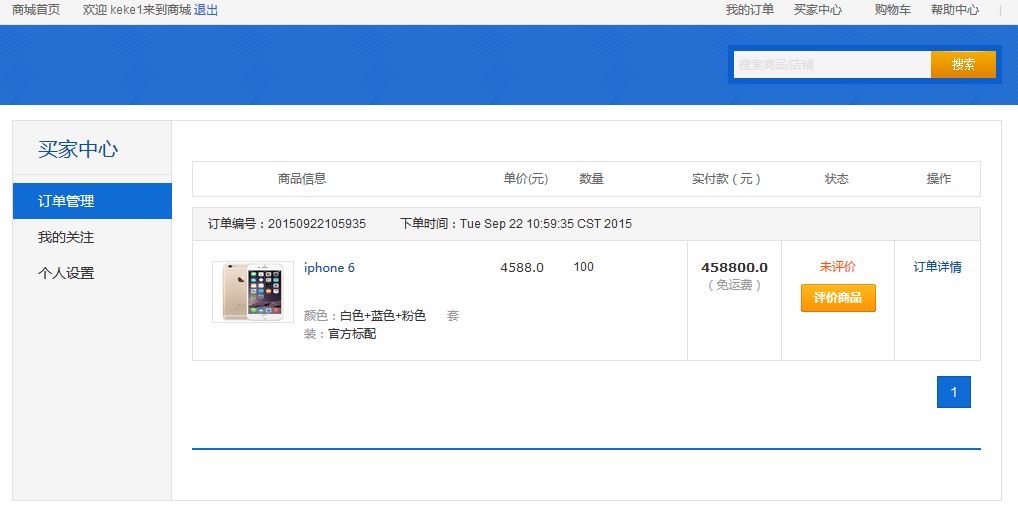 商城首页 欢迎 keke1来到商城 退出 我的订单 买家中心 购物车 帮助中心 |
搜索商品/店铺 搜索
买家中心
订单管理
我的关注
个人设置
商品信息 单价(元) 数量 实付款（元） 状态 操作
订单编号：20150922105935 下单时间：Tue Sep 22 10:59:35 CST 2015
iphone 6 4588.0 100 458800.0 未评价 订单详情
（免运费） 评价商品
颜色：白色+蓝色+粉色 套
装：官方标配
1